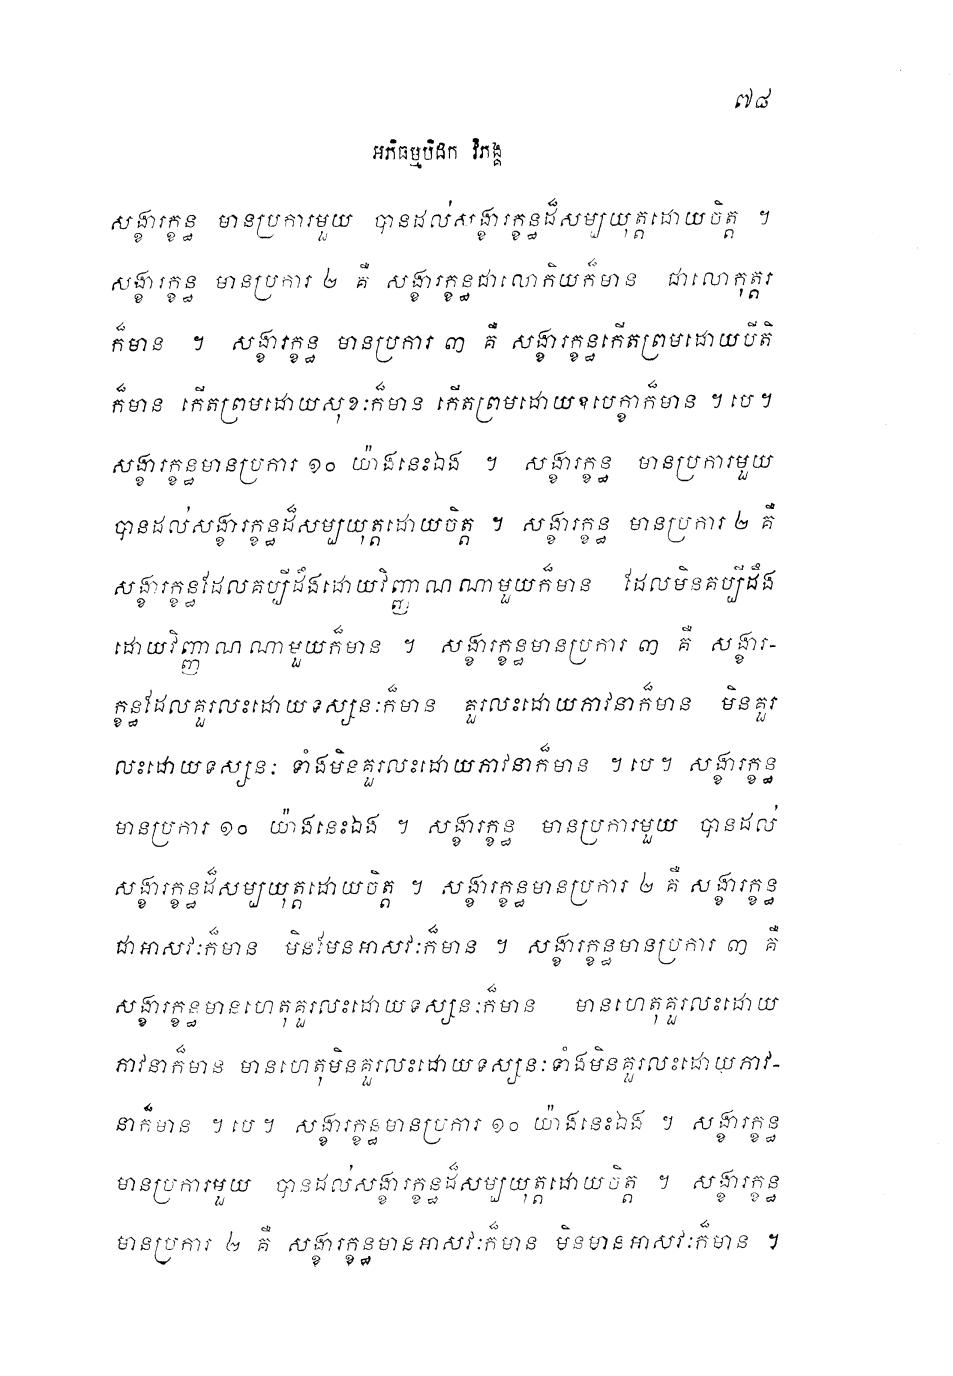 ៧៨
អភិធម្មបិដក វិភង្គ
សង្ខារក្ខន្ធ មានប្រការមួយ បានដល់សង្ខារក្ខន្ធដ៏សម្បយុត្តដោយចិត្ត ។
សង្ខារក្ខន្ធ មានប្រការ ២ គឺ សង្ខារក្ខន្ធជាលោកិយក៏មាន ជាលោកុត្តរ
ក៏មាន ។ សង្ខារក្ខន្ធ មានប្រការ ៣ គឺ សង្ខារក្ខន្ធកើតព្រមដោយបីតិ
ក៏មាន កើតព្រមដោយសុខៈក៏មាន កើតព្រមដោយឧបេក្ខាក៏មាន ។ បេ ។
សង្ខារក្ខន្ធមានប្រការ ១០ យ៉ាងនេះឯង ។ សង្ខារក្ខន្ធ មានប្រការមួយ
បានដល់សង្ខារក្ខន្ធដ៏សម្បយុត្តដោយចិត្ត ។ សង្ខារក្ខន្ធ មានប្រការ ២ គឺ
សង្ខារក្ខន្ធដែលគប្បីដឹងដោយវិញ្ញាណណាមួយក៏មាន ដែលមិនគប្បីដឹង
ដោយវិញ្ញាណណាមួយក៏មាន ។ សង្ខារក្ខន្ធមានប្រការ ៣ គឺ សង្ខារ-
ក្ខន្ធដែលគួរលះដោយទស្សនៈក៏មាន គួរលះដោយភាវនាក៏មាន មិនគួរ
លះដោយទស្សនៈ ទាំងមិនគួរលះដោយភាវនាក៏មាន ។ បេ ។ សង្ខារក្ខន្ធ
មានប្រការ ១០ យ៉ាងនេះឯង ។ សង្ខារក្ខន្ធ មានប្រការមួយ បានដល់
សង្ខារក្ខន្ធដ៏សម្បយុត្តដោយចិត្ត ។ សង្ខារក្ខន្ធមានប្រការ ២ គឺ សង្ខារក្ខន្ធ
ជាអាសវៈក៏មាន មិនមែនអាសវៈក៏មាន ។ សង្ខារក្ខន្ធមានប្រការ ៣ គឺ
សង្ខារក្ខន្ធមានហេតុគួរលះដោយទស្សនៈក៏មាន មានហេតុគួរលះដោយ
ភាវនាក៏មាន មានហេតុមិនគួរលះដោយទស្សនៈទាំងមិនគួរលះដោយភាវ-
នាក៏មាន ។ បេ ។ សង្ខារក្ខន្ធមានប្រការ ១០ យ៉ាងនេះឯង ។ សង្ខារក្ខន្ធ
មានប្រការមួយ បានដល់សង្ខារក្ខន្ធដ៏សម្បយុត្តដោយចិត្ត ។ សង្ខារក្ខន្ធ
មានប្រការ ២ គឺ សង្ខារក្ខន្ធមានអាសវៈក៏មាន មិនមានអាសវៈក៏មាន ។